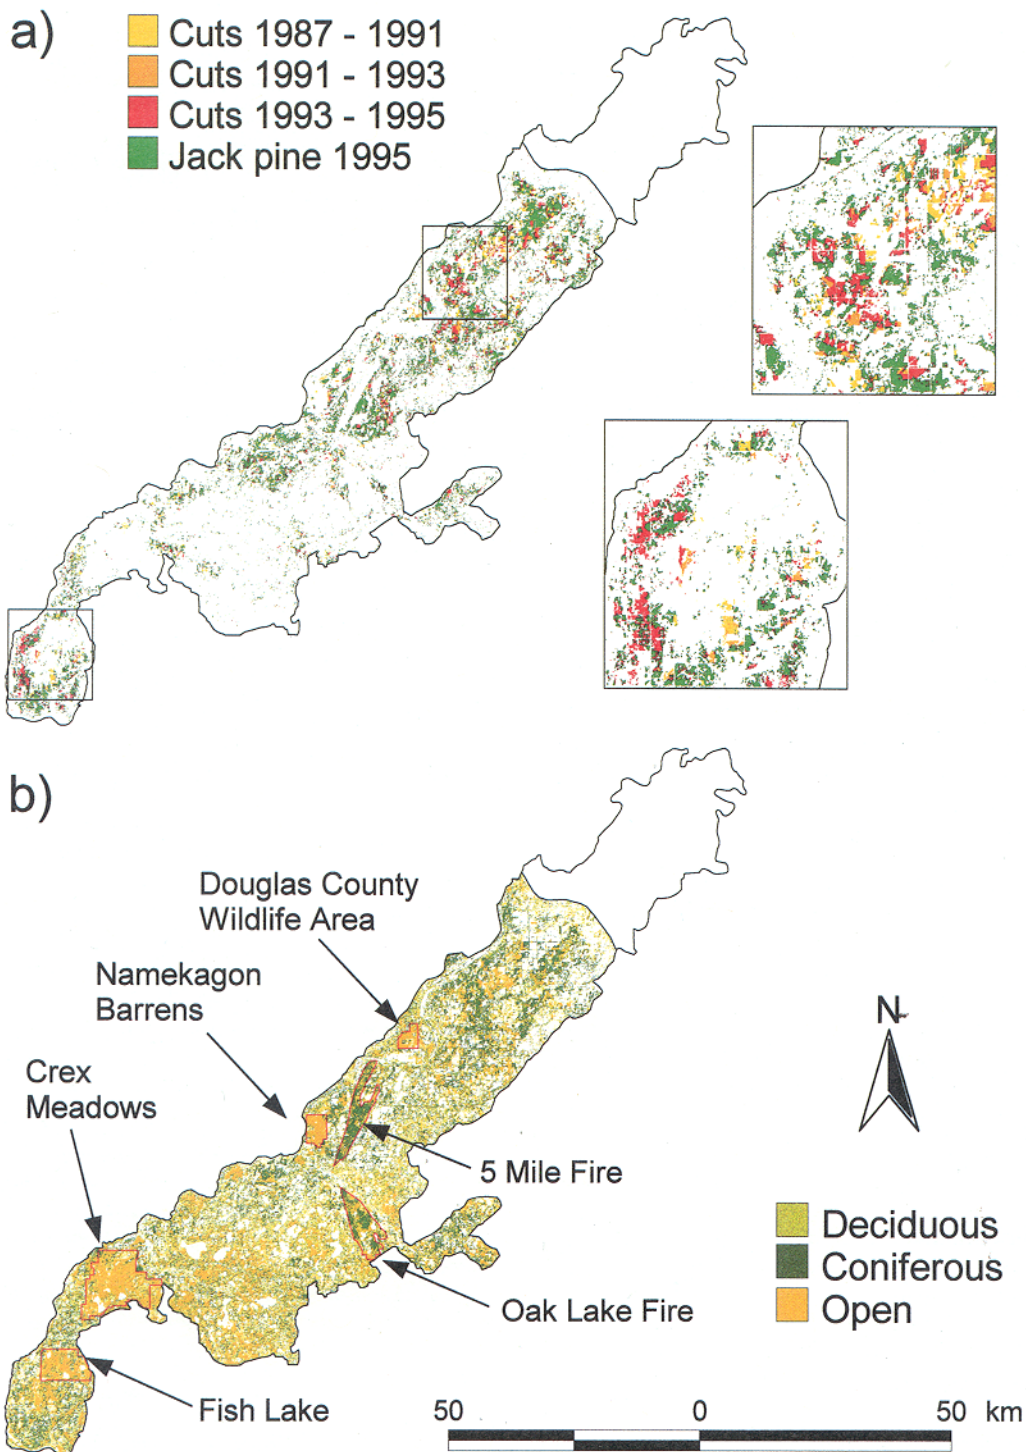 a)
Cuts 1987 - 1991
Cuts 1991 - 1993
Cuts 1993 - 1995
Jack pine 1995
b)
Douglas County
Wildlife Area
Namekagon
Barrens
Crex
Meadows
N
5 Mile Fire
Deciduous
Coniferous
Open
Oak Lake Fire
Fish Lake
50 0 50 km